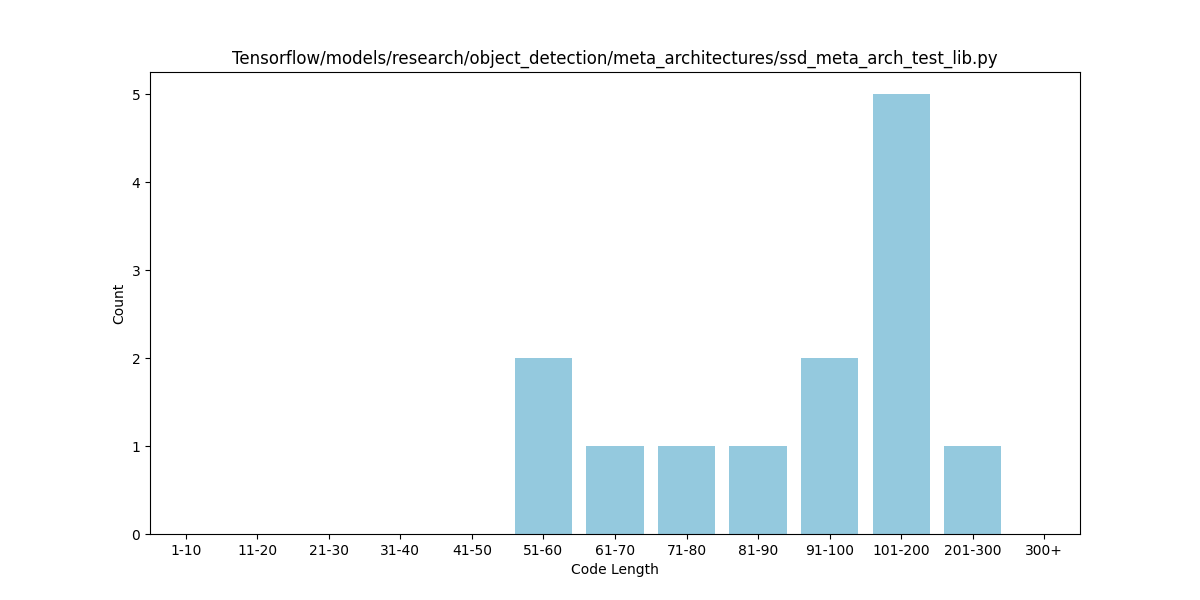 Tensorflow/models/research/object_detection/meta_architectures/ssd_meta_arch_test_lib.py
Count
5
4
3
2
1
0
1-10 11-20 21-30 31-40 41-50 51-60 61-70 71-80 81-90 91-100 101-200 201-300 300+
Code Length